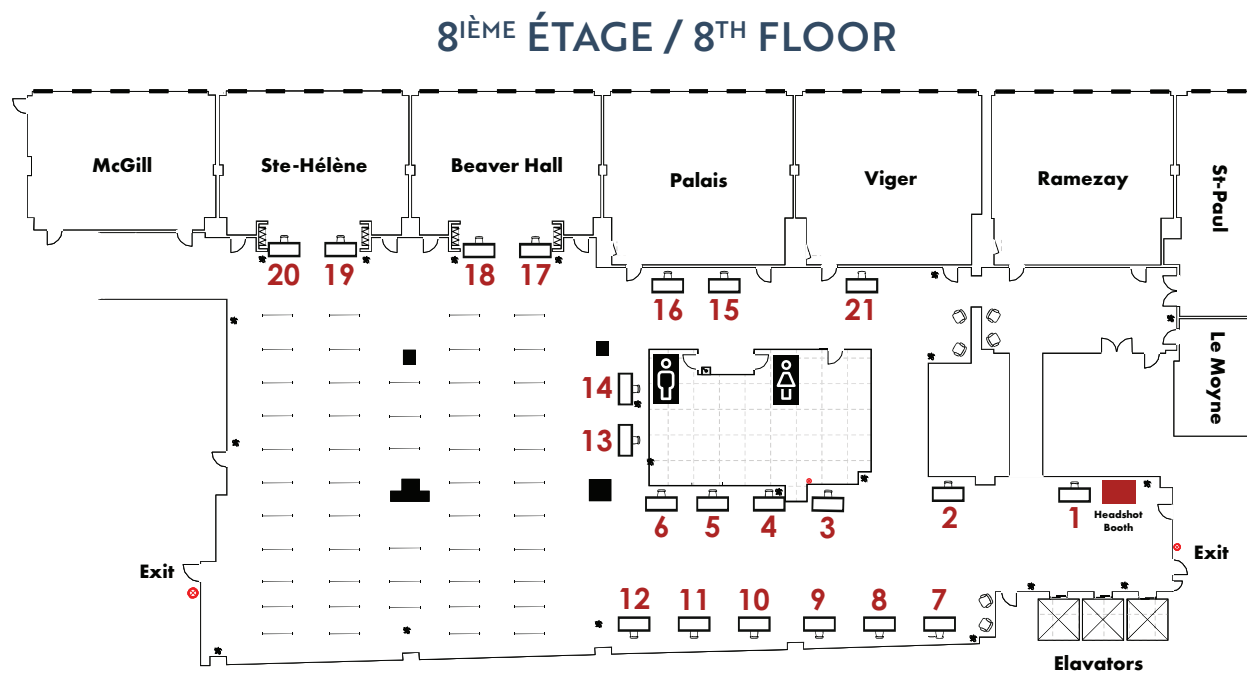 8IÈME ÉTAGE / 8TH FLOOR
McGill
Ste-Hélène
Beaver Hall
Palais
Viger
Ramezay
St-Paul
20
19
18
17
16
15
21
Le Moyne
14
13
6
5
4
3
2
1
Headshot
Booth
Exit
Exit
12
11
10
9
8
7
Elavators